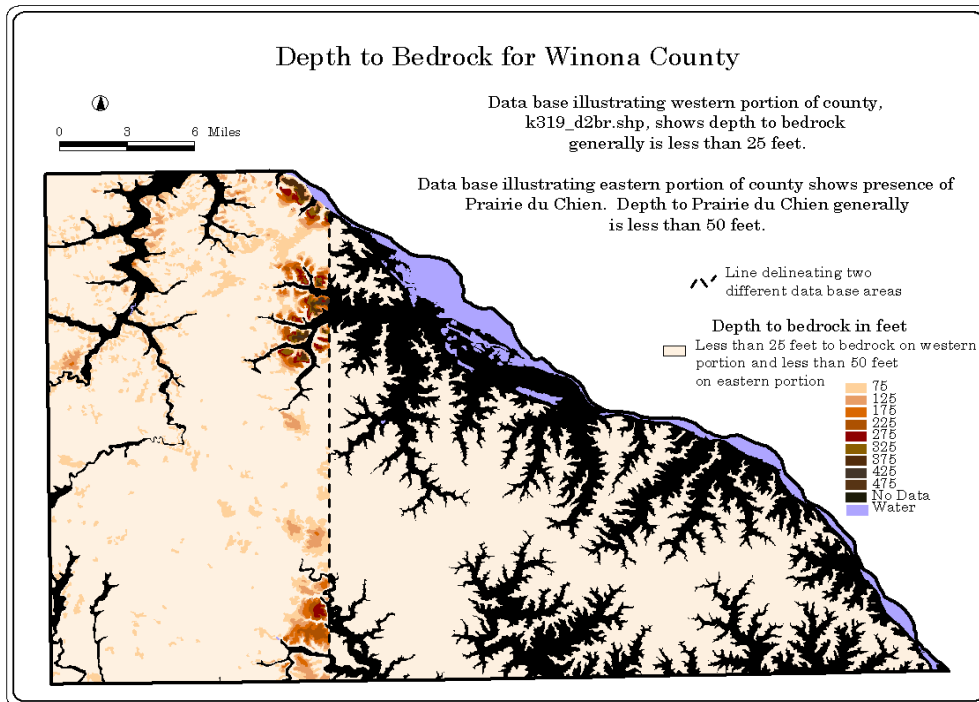 Depth to Bedrock for Winona County
Data base illustrating western portion of county,
k319_d2br.shp, shows depth to bedrock
generally is less than 25 feet.
0 3 6 Miles
Data base illustrating eastern portion of county shows presence of
Prairie du Chien. Depth to Prairie du Chien generally
is less than 50 feet.
Line delineating two
different data base areas
Depth to bedrock in feet
Less than 25 feet to bedrock on western
portion and less than 50 feet
on eastern portion
75
125
175
225
275
325
375
425
475
No Data
Water